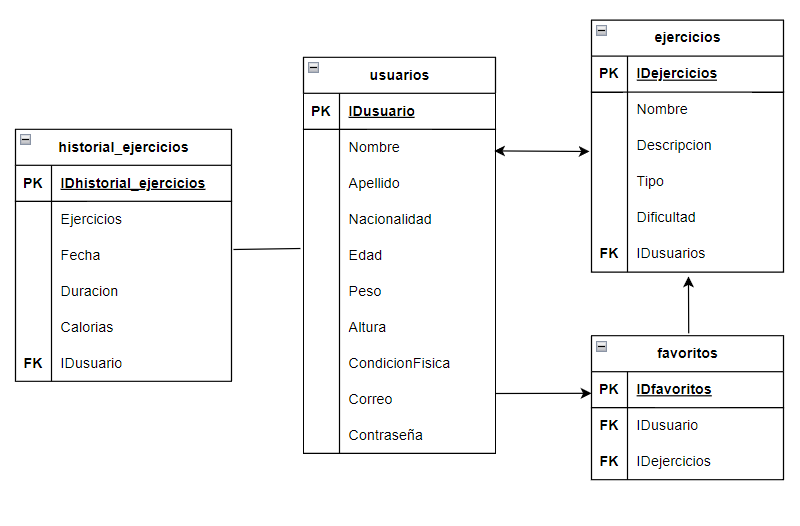 historial_ejercicios
PK IDhistorial_ejercicios
Ejercicios
Fecha
Duracion
Calorias
FK IDusuario
usuarios
PK IDusuario
Nombre
Apellido
Nacionalidad
Edad
Peso
Altura
CondicionFisica
Correo
Contraseña
ejercicios
PK IDejercicios
Nombre
Descripcion
Tipo
Dificultad
FK IDusuarios
favoritos
PK IDfavoritos
FK IDusuario
FK IDejercicios